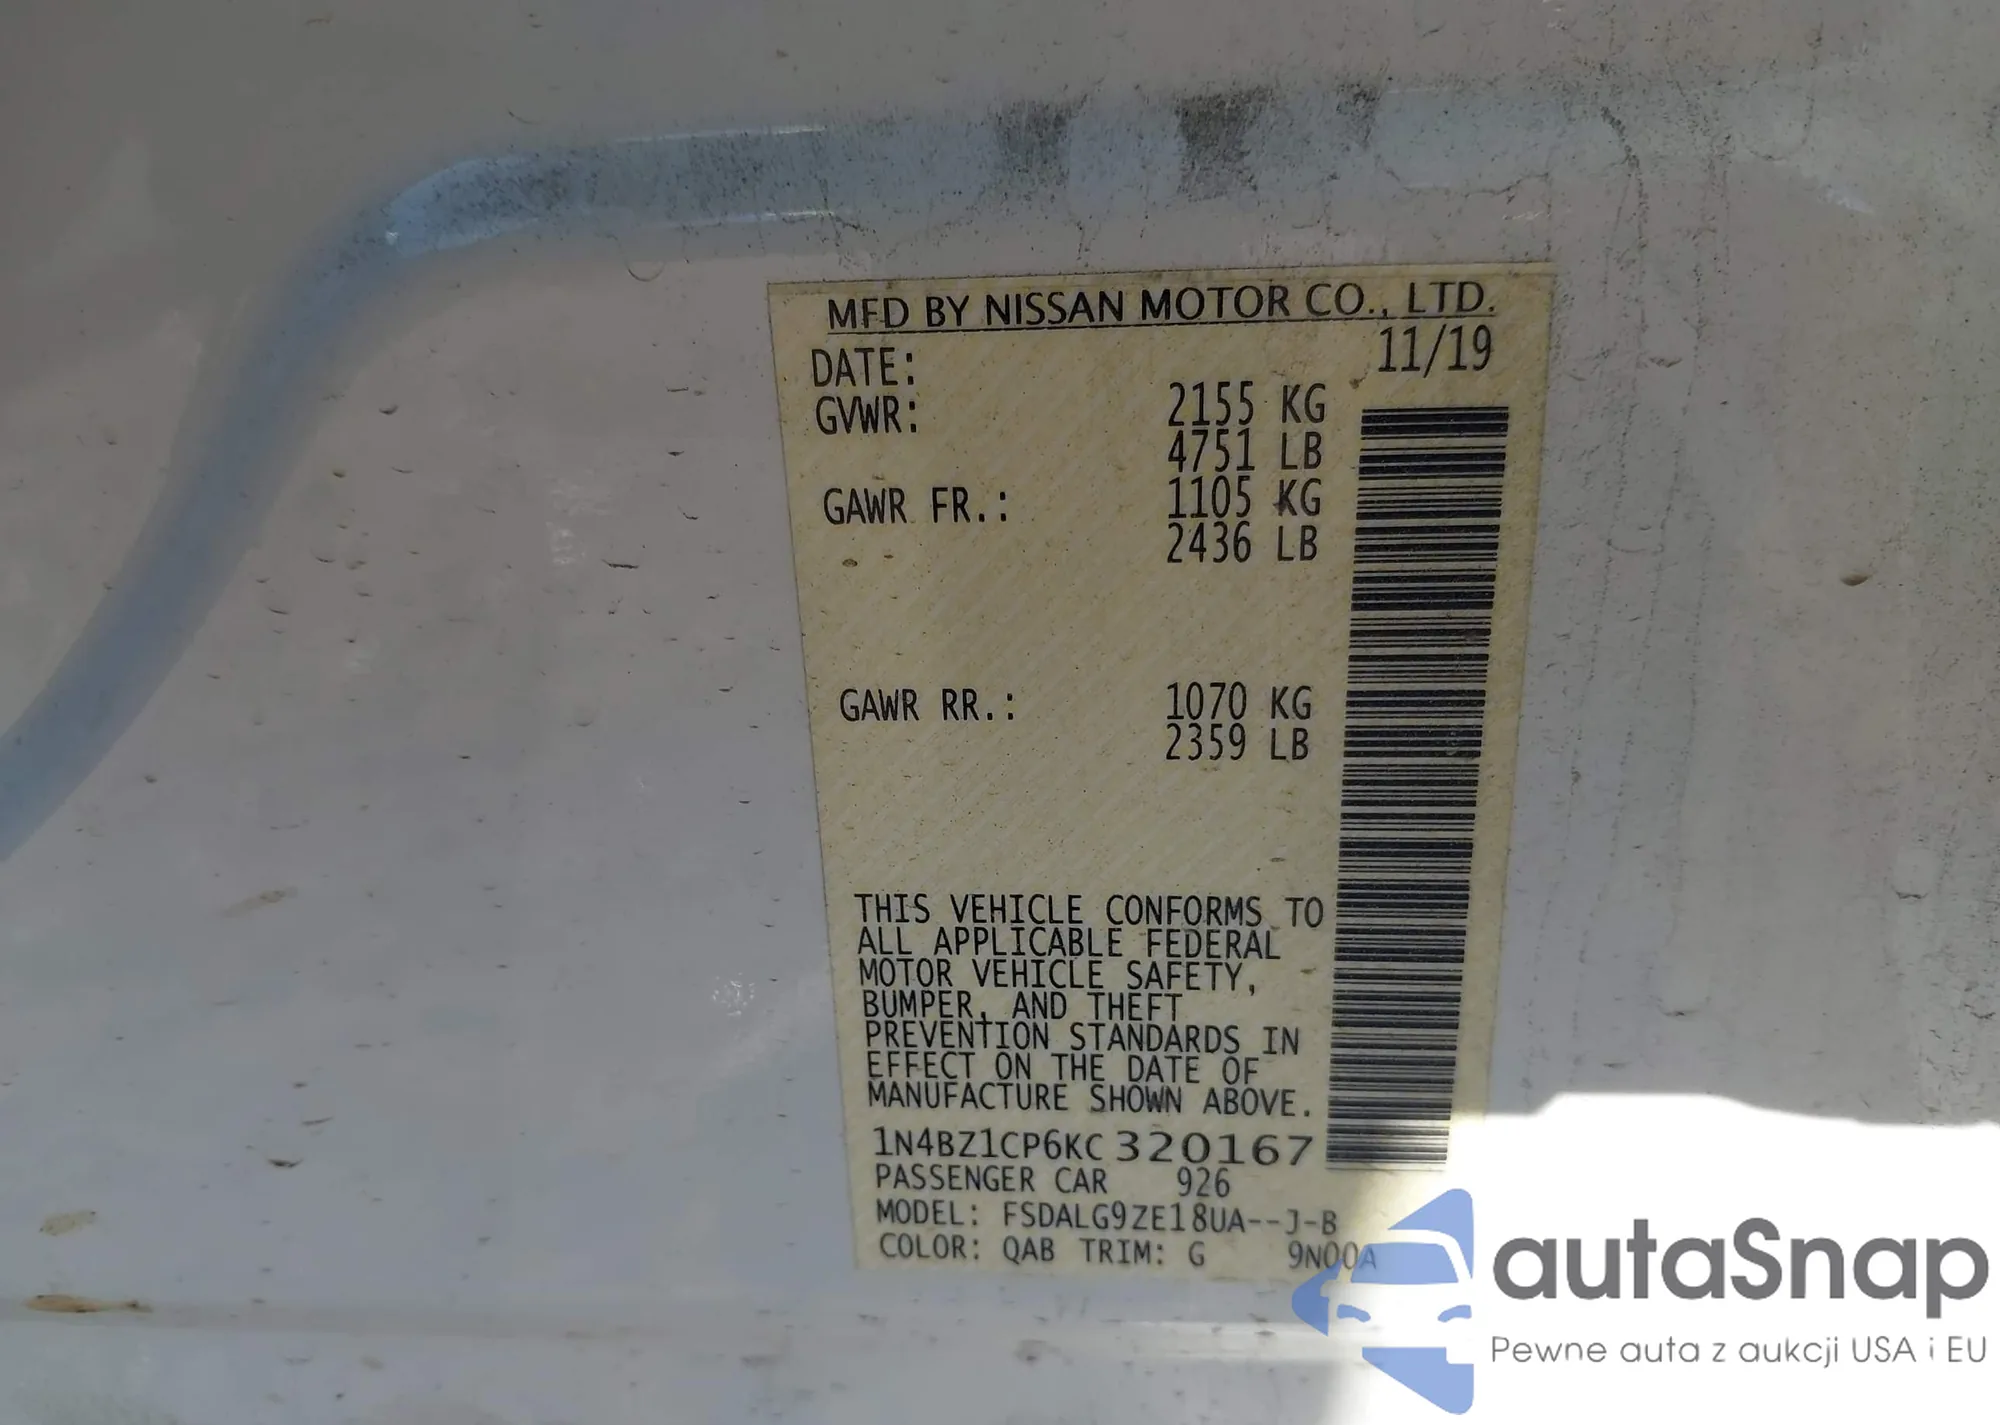 MFD BY NISSAN MOTOR CO., LTD.
DATE: 11/19
GVWR: 2155 KG
4751 LB
GAWR FR.: 1105 KG
2436 LB
GAWR RR.: 1070 KG
2359 LB
THIS VEHICLE CONFORMS TO
ALL APPLICABLE FEDERAL
MOTOR VEHICLE SAFETY,
BUMPER, AND THEFT
PREVENTION STANDARDS IN
EFFECT ON THE DATE OF
MANUFACTURE SHOWN ABOVE.
1N4BZ1CP6KC 320167
PASSENGER CAR 926
MODEL: FSDALG9ZE18UA--J-B
COLOR: QAB TRIM: G 9N00A
autaSnap
Pewne auta z aukcji USA i EU